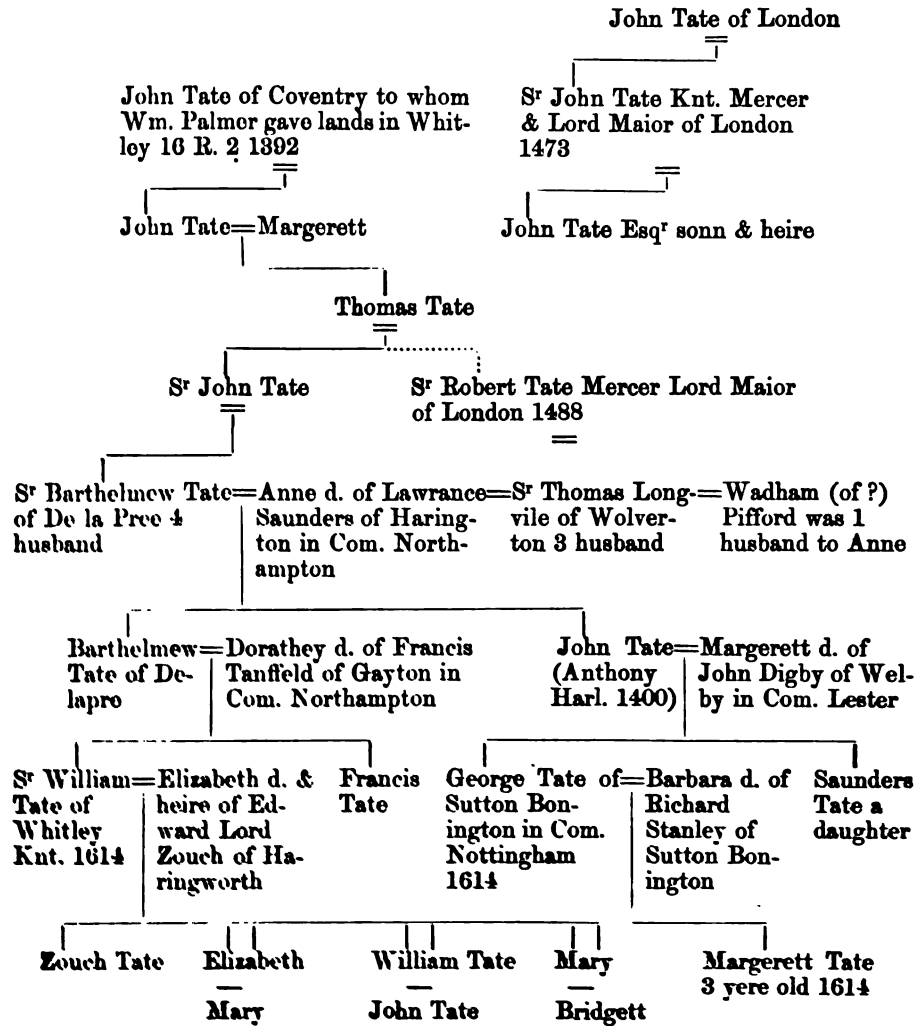 John Tate of London
John Tate of Coventry to whom
Wm. Palmer gave lands in Whit-
ley 16 R. 2 1392
Sʳ John Tate Knt. Mercer
& Lord Maior of London
1473
John Tate=Margerett
John Tate Esqʳ sonn & heire
Thomas Tate
Sʳ John Tate
Sʳ Robert Tate Mercer Lord Maior
of London 1488
Sʳ Barthelmew Tate=
of De la Pree 4
husband
Anne d. of Lawrance=
Saunders of Haring-
ton in Com. North-
ampton
Sʳ Thomas Long-=
vile of Wolver-
ton 3 husband
Wadham (of ?)
Pifford was 1
husband to Anne
Barthelmew=
Tate of De-
lapre
Dorathey d. of Francis
Tanffeld of Gayton in
Com. Northampton
John Tate=
(Anthony
Harl. 1400)
Margerett d. of
John Digby of Wel-
by in Com. Lester
Sʳ William=
Tate of
Whitley
Knt. 1614
Elizabeth d. &
heire of Ed-
ward Lord
Zouch of Ha-
ringworth
Francis
Tate
George Tate of=
Sutton Bon-
ington in Com.
Nottingham
1614
Barbara d. of
Richard
Stanley of
Sutton Bon-
ington
Saunders
Tate a
daughter
Zouch Tate
Elizabeth
Mary
William Tate
John Tate
Mary
Bridgett
Margerett Tate
3 yere old 1614